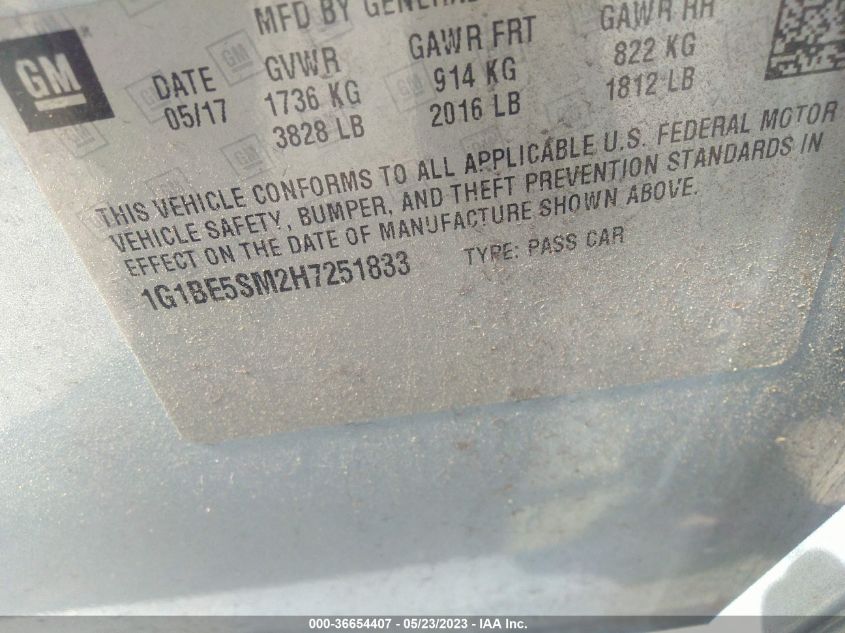 MFD BY GENERAL
GM
DATE
05/17
GVWR
1736 KG
3828 LB
GAWR FRT
914 KG
2016 LB
GAWR RR
822 KG
1812 LB
THIS VEHICLE CONFORMS TO ALL APPLICABLE U.S. FEDERAL MOTOR
VEHICLE SAFETY, BUMPER, AND THEFT PREVENTION STANDARDS IN
EFFECT ON THE DATE OF MANUFACTURE SHOWN ABOVE.
1G1BE5SM2H7251833
TYPE: PASS CAR
000-36654407 - 05/23/2023 - IAA Inc.